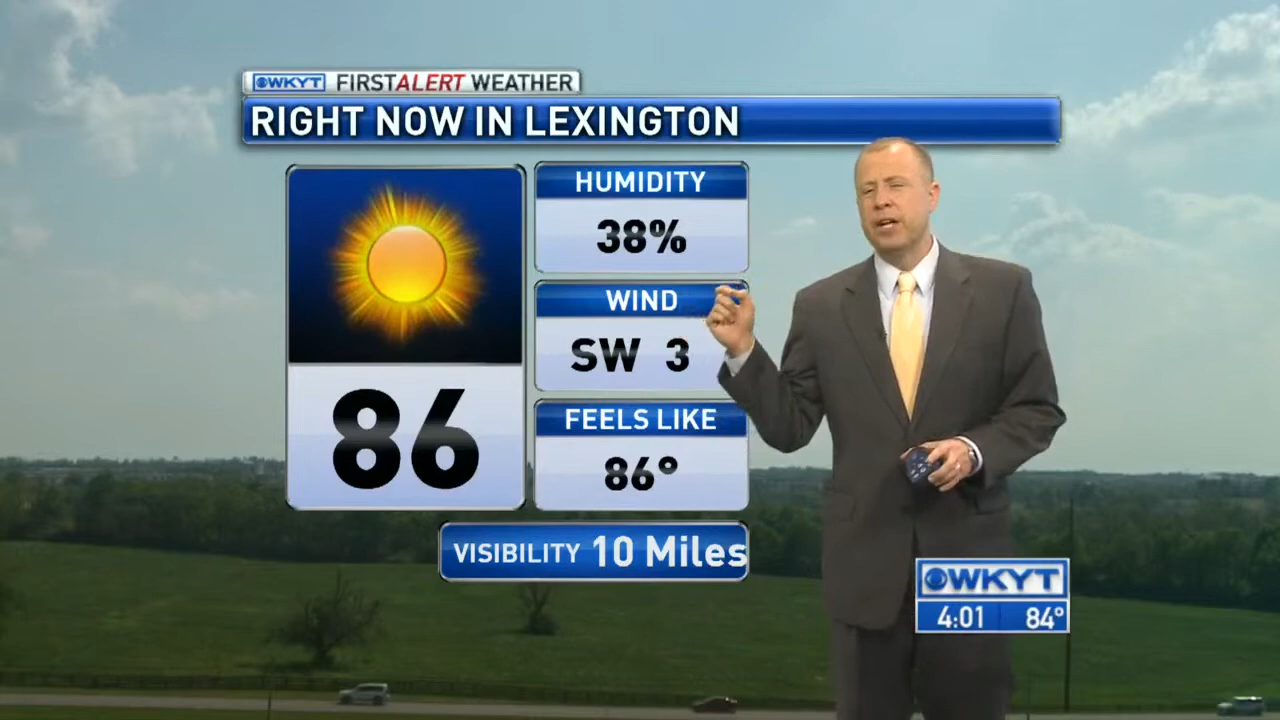 WKYT FIRSTALERT WEATHER
RIGHT NOW IN LEXINGTON
HUMIDITY
38%
WIND
SW 3
86
FEELS LIKE
86°
VISIBILITY 10 Miles
WKYT
4:01 84°